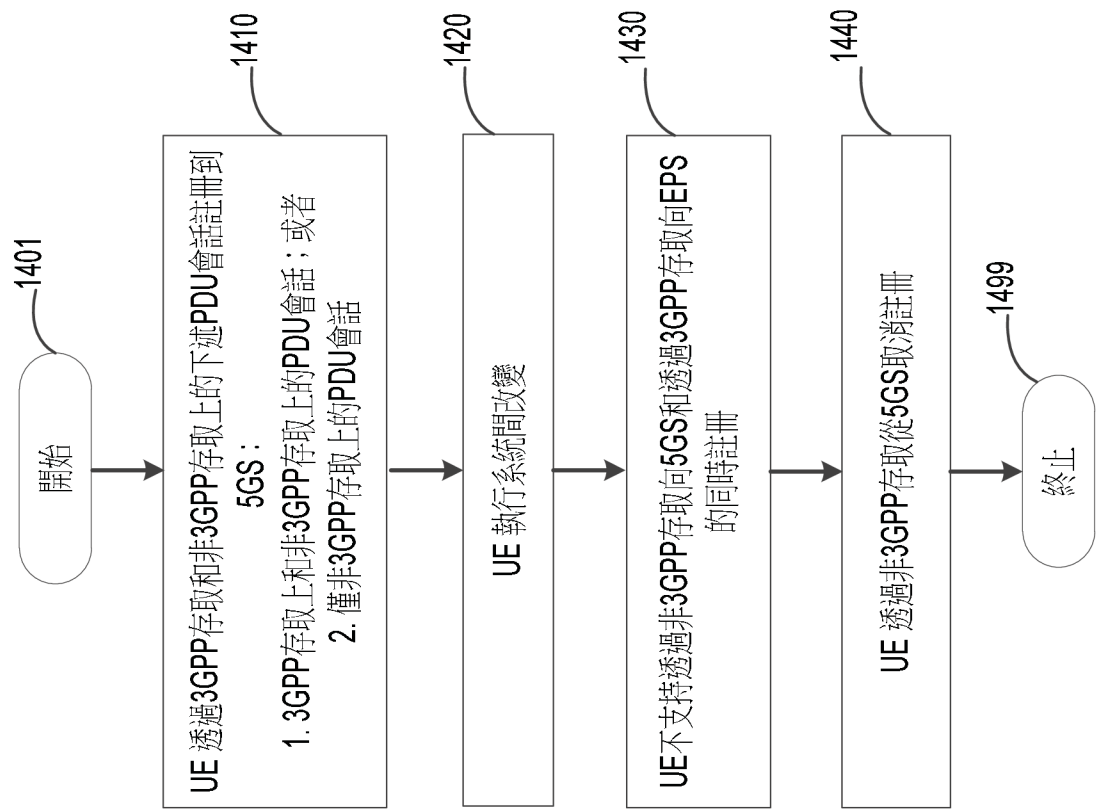 開始
1401
UE 透過3GPP存取和非3GPP存取上的下述PDU會話註冊到
5GS：
1. 3GPP存取上和非3GPP存取上的PDU會話；或者
2. 僅非3GPP存取上的PDU會話
1410
UE 執行系統間改變
1420
UE不支持透過非3GPP存取向5GS和透過3GPP存取向EPS
的同時註冊
1430
UE 透過非3GPP存取從5GS取消註冊
1440
終止
1499